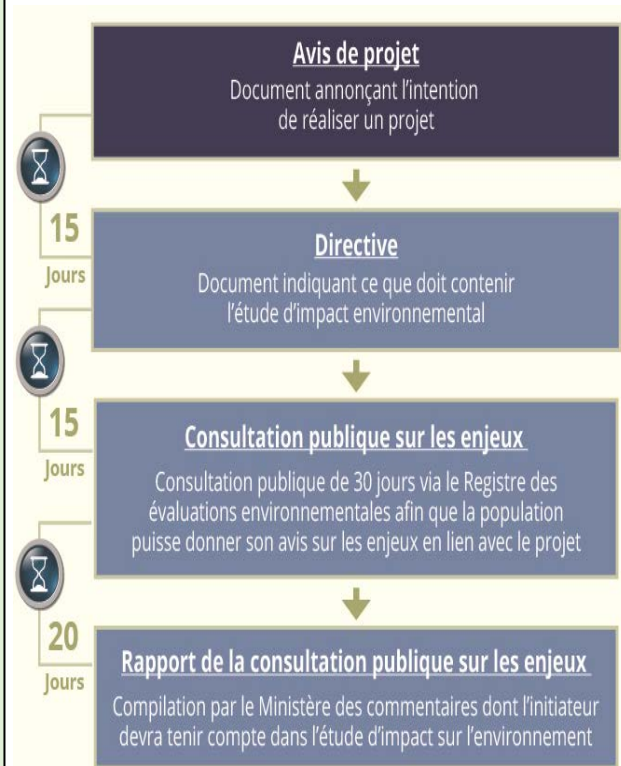 Avis de projet
Document annonçant l'intention
de réaliser un projet
15
Jours
Directive
Document indiquant ce que doit contenir
l'étude d'impact environnemental
15
Jours
Consultation publique sur les enjeux
Consultation publique de 30 jours via le Registre des
évaluations environnementales afin que la population
puisse donner son avis sur les enjeux en lien avec le projet
20
Jours
Rapport de la consultation publique sur les enjeux
Compilation par le Ministère des commentaires dont l'initiateur
devra tenir compte dans l'étude d'impact sur l'environnement